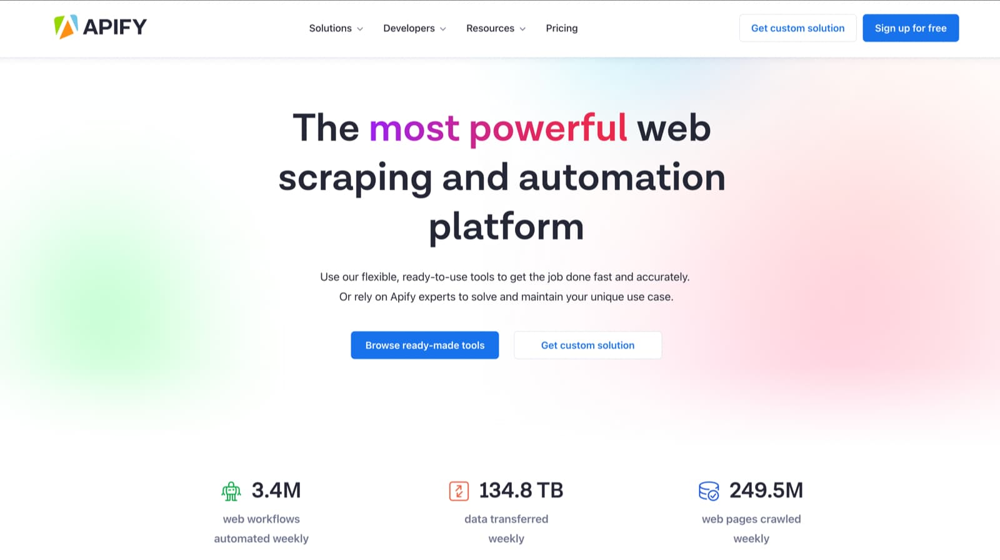 APIFY
Solutions
Developers
Resources
Pricing
Get custom solution
Sign up for free
The most powerful web
scraping and automation
platform
Use our flexible, ready-to-use tools to get the job done fast and accurately.
Or rely on Apify experts to solve and maintain your unique use case.
Browse ready-made tools
Get custom solution
3.4M
web workflows
automated weekly
134.8 TB
data transferred
weekly
249.5M
web pages crawled
weekly